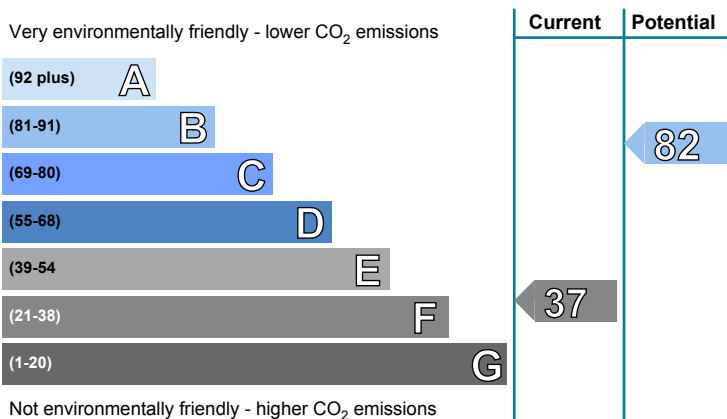 Current Potential
Very environmentally friendly - lower CO2 emissions
(92 plus) A
(81-91) B
82
(69-80) C
(55-68) D
(39-54 E
(21-38) F
37
(1-20) G
Not environmentally friendly - higher CO2 emissions